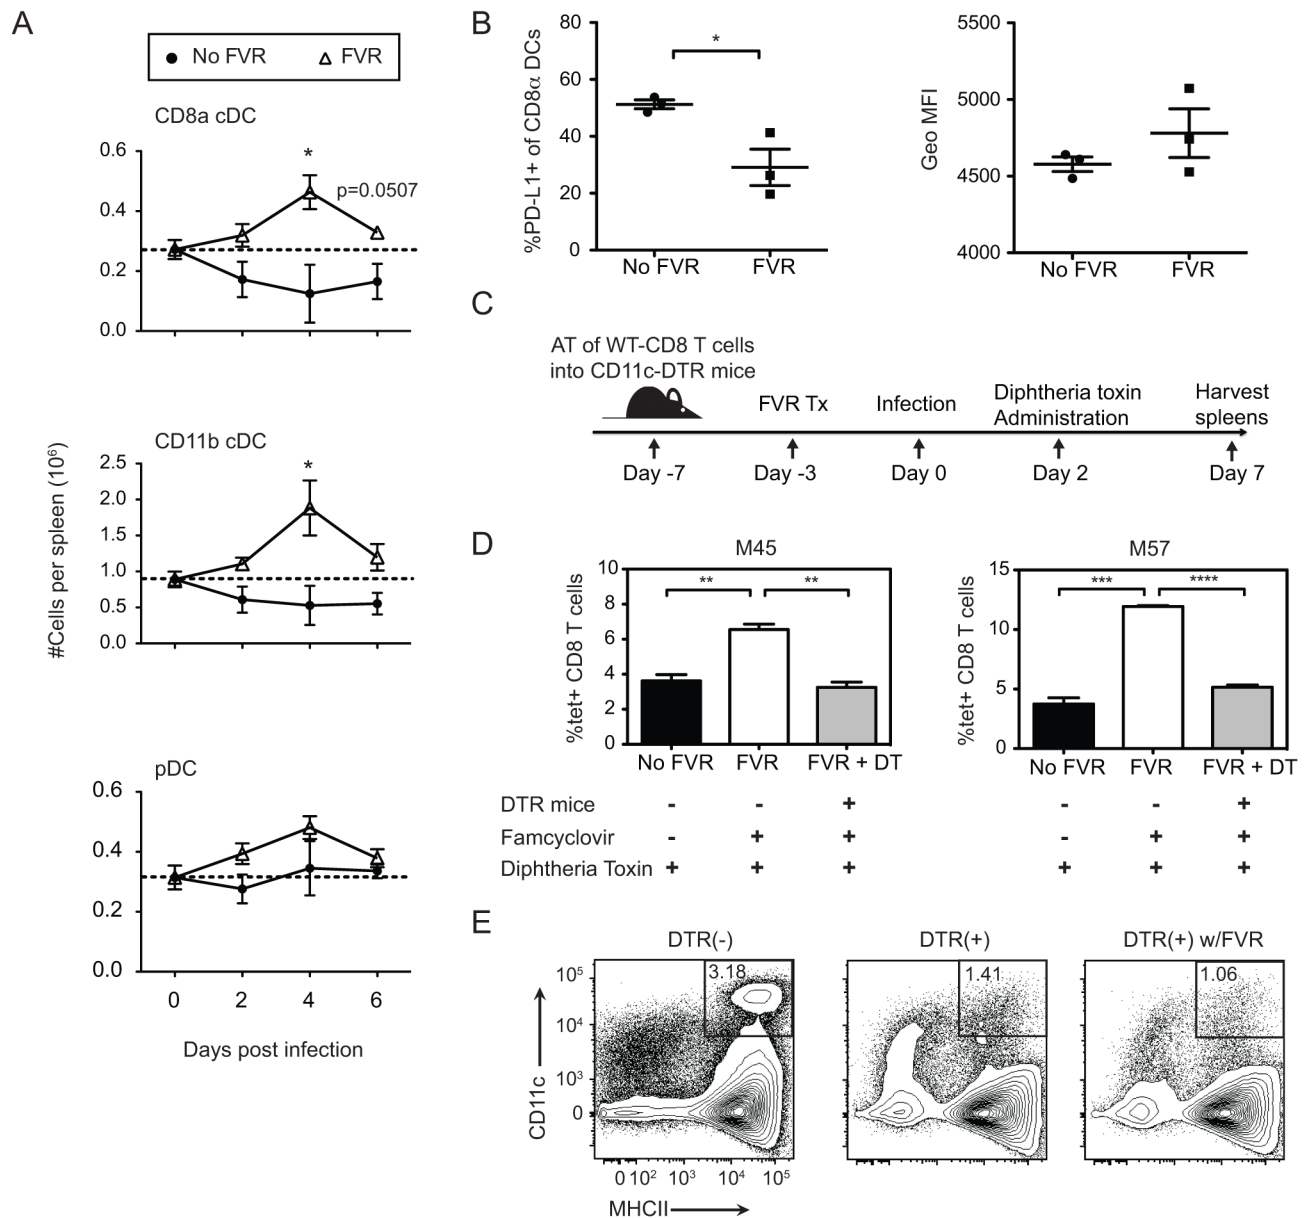 A
No FVR
FVR
CD8a cDC
0.6
0.4
0.2
0.0
*
p=0.0507
CD11b cDC
2.5
2.0
1.5
1.0
0.5
0.0
*
#Cells per spleen (10⁶)
pDC
0.6
0.4
0.2
0.0
0 2 4 6
Days post infection
B
%PD-L1+ of CD8α DCs
80
60
40
20
0
*
No FVR FVR
Geo MFI
5500
5000
4500
4000
No FVR FVR
C
AT of WT-CD8 T cells
into CD11c-DTR mice
FVR Tx
Infection
Diphtheria toxin
Administration
Harvest
spleens
Day -7 Day -3 Day 0 Day 2 Day 7
D
M45
%tet+ CD8 T cells
10
8
6
4
2
0
** **
No FVR FVR FVR + DT
M57
%tet+ CD8 T cells
15
10
5
0
*** ****
No FVR FVR FVR + DT
DTR mice - - + - - +
Famcyclovir - + + - + +
Diphtheria Toxin + + + + + +
E
DTR(-) DTR(+) DTR(+) w/FVR
3.18 1.41 1.06
CD11c
10⁵
10⁴
10³
0
0 10² 10³ 10⁴ 10⁵
MHCII